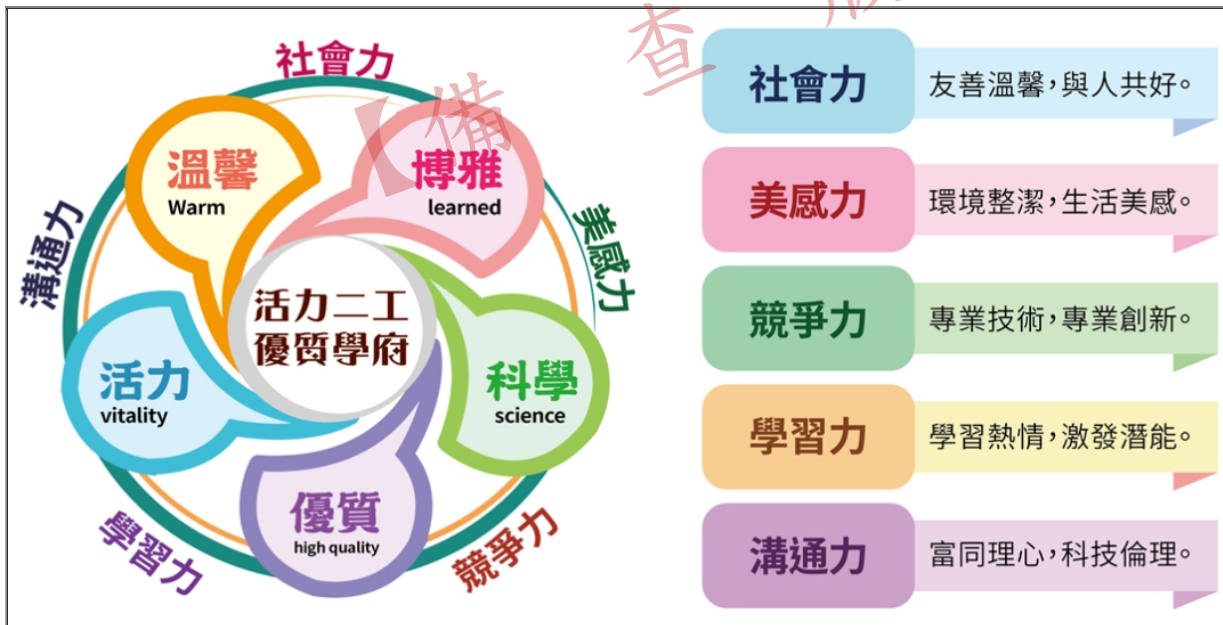 社會力
溫馨
Warm
博雅
learned
溝通力
美感力
活力二工
優質學府
活力
vitality
科學
science
優質
high quality
學習力
競爭力
社會力
友善溫馨，與人共好。
美感力
環境整潔，生活美感。
競爭力
專業技術，專業創新。
學習力
學習熱情，激發潛能。
溝通力
富同理心，科技倫理。
【備查